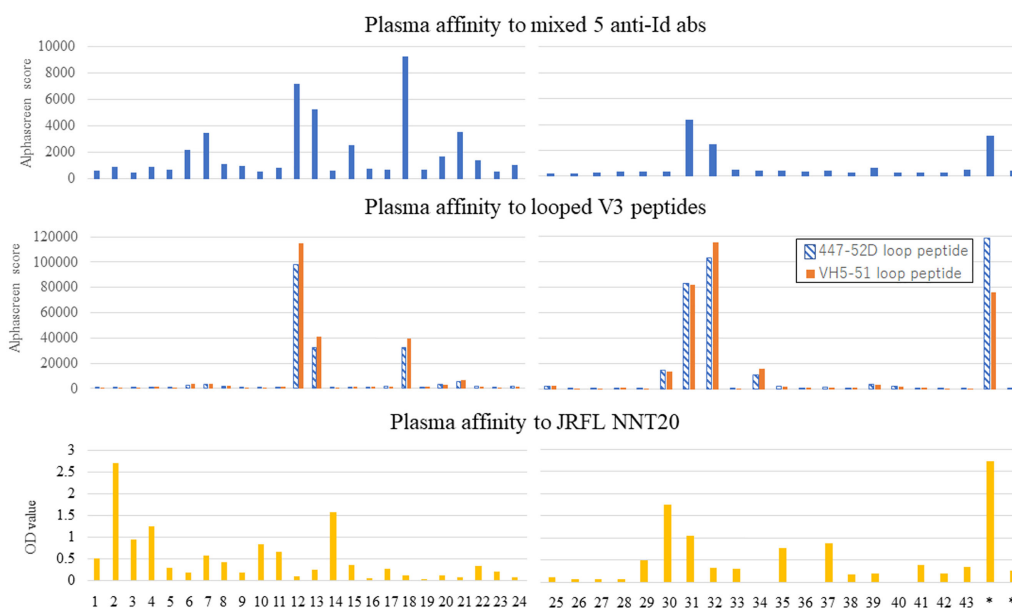 Plasma affinity to mixed 5 anti-Id abs
Alphascreen score
10000
8000
6000
4000
2000
0
Plasma affinity to looped V3 peptides
Alphascreen score
120000
100000
80000
60000
40000
20000
0
447-52D loop peptide
VH5-51 loop peptide
Plasma affinity to JRFL NNT20
OD value
3
2.5
2
1.5
1
0.5
0
1 2 3 4 5 6 7 8 9 10 11 12 13 14 15 16 17 18 19 20 21 22 23 24 25 26 27 28 29 30 31 32 33 34 35 36 37 38 39 40 41 42 43 * *